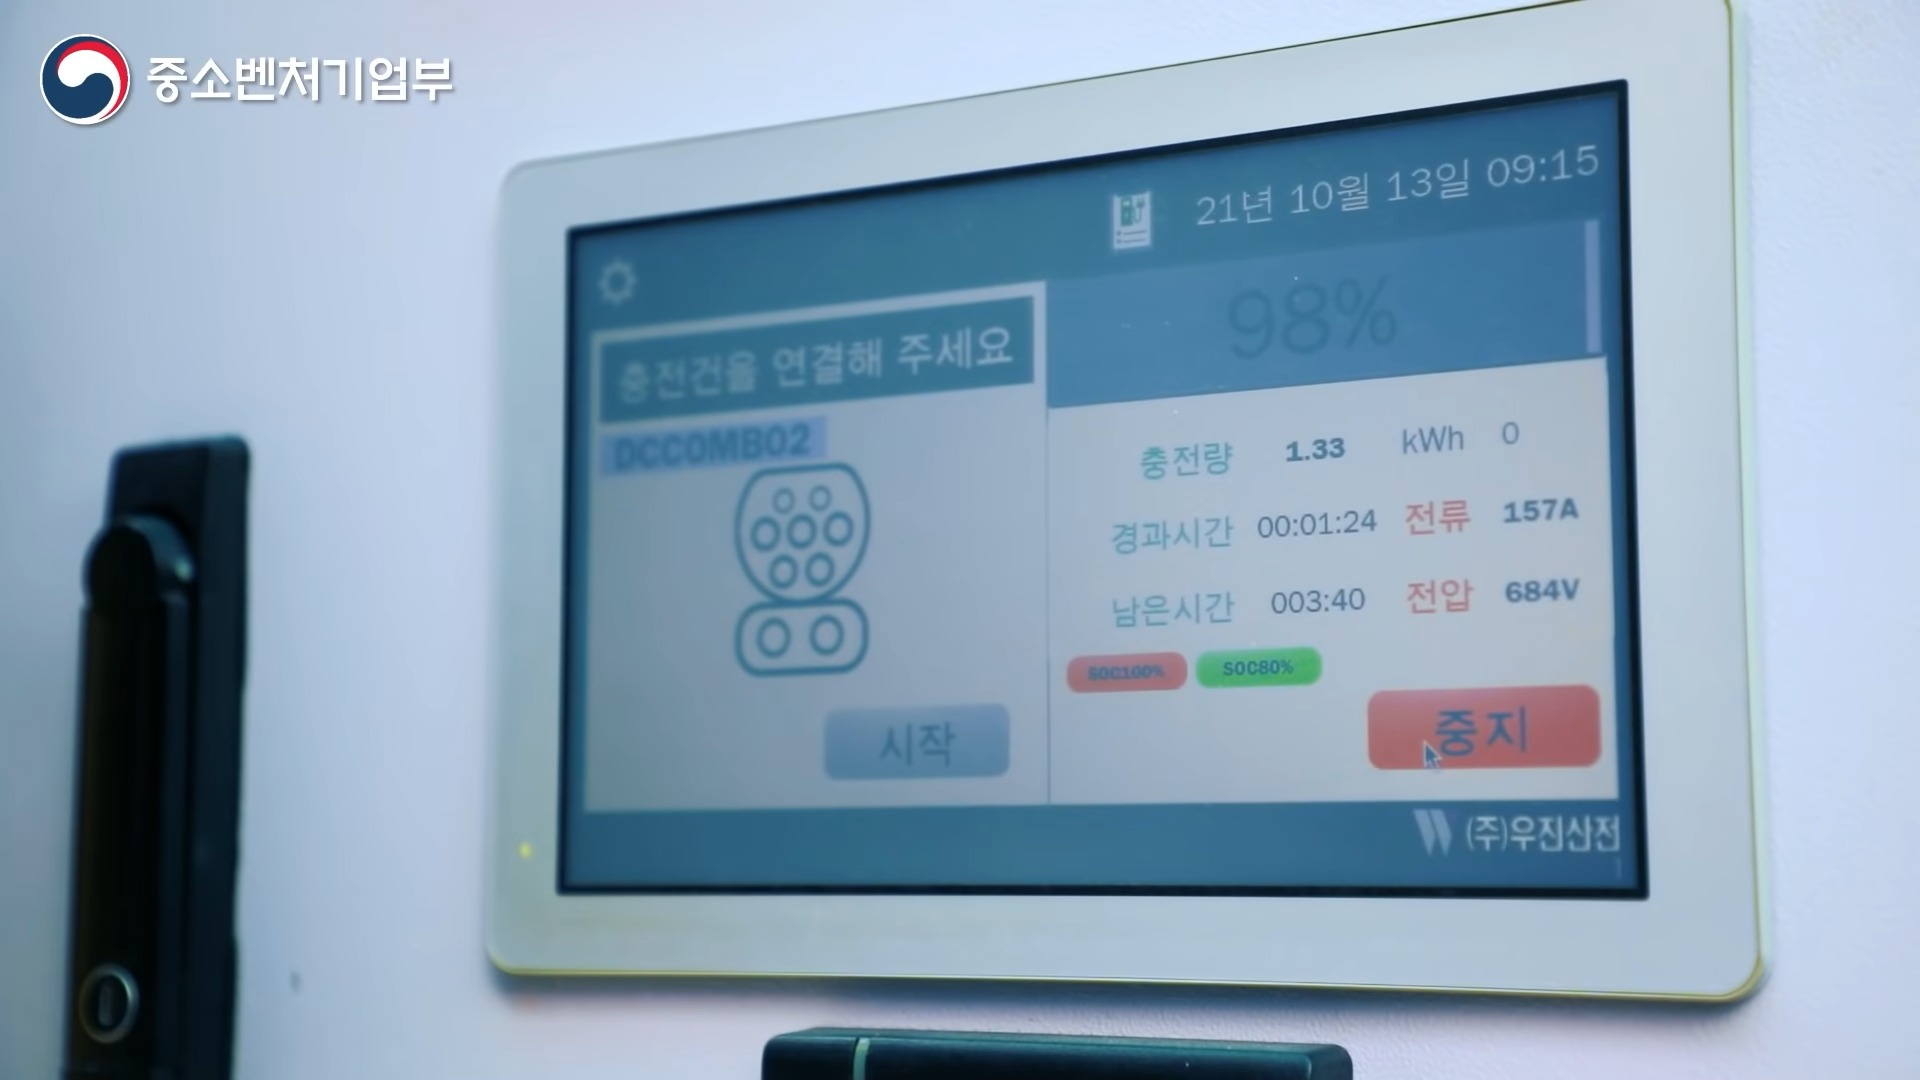 중소벤처기업부
21년 10월 13일 09:15
충전건을 연결해 주세요
DCCOMBO2
시작
98%
충전량 1.33 kWh 0
경과시간 00:01:24 전류 157A
남은시간 003:40 전압 684V
SOC100% SOC80%
중지
(주)우진산전